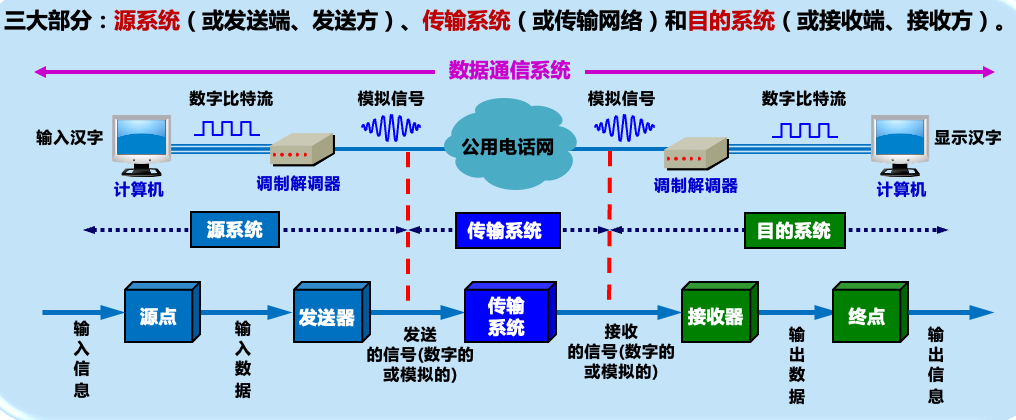 三大部分：源系统（或发送端、发送方）、传输系统（或传输网络）和目的系统（或接收端、接收方）。
数据通信系统
数字比特流
模拟信号
模拟信号
数字比特流
输入汉字
公用电话网
显示汉字
计算机
调制解调器
调制解调器
计算机
源系统
传输系统
目的系统
源点
发送器
传输
系统
接收器
终点
输入信息
输入数据
发送
的信号(数字的
或模拟的)
接收
的信号(数字的
或模拟的)
输出数据
输出信息